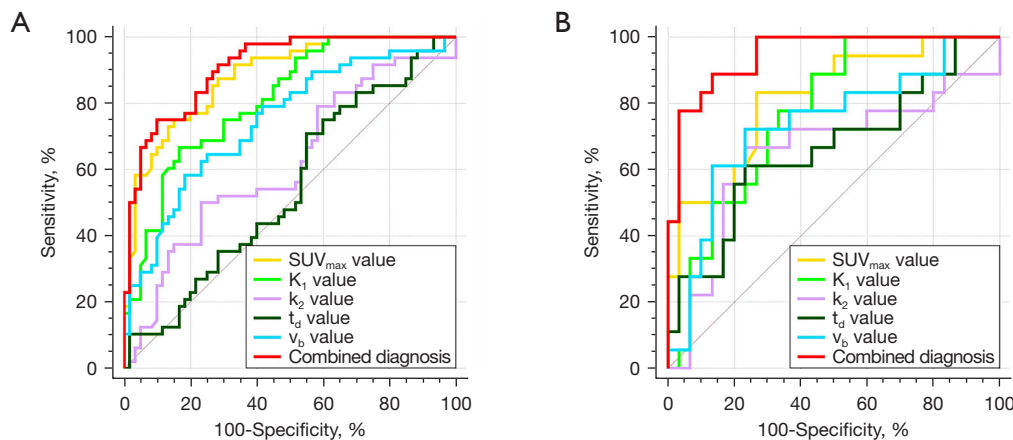 A
Sensitivity, %
100
80
60
40
20
0
SUVmax value
K1 value
k2 value
td value
vb value
Combined diagnosis
0 20 40 60 80 100
100-Specificity, %
B
Sensitivity, %
100
80
60
40
20
0
SUVmax value
K1 value
k2 value
td value
vb value
Combined diagnosis
0 20 40 60 80 100
100-Specificity, %